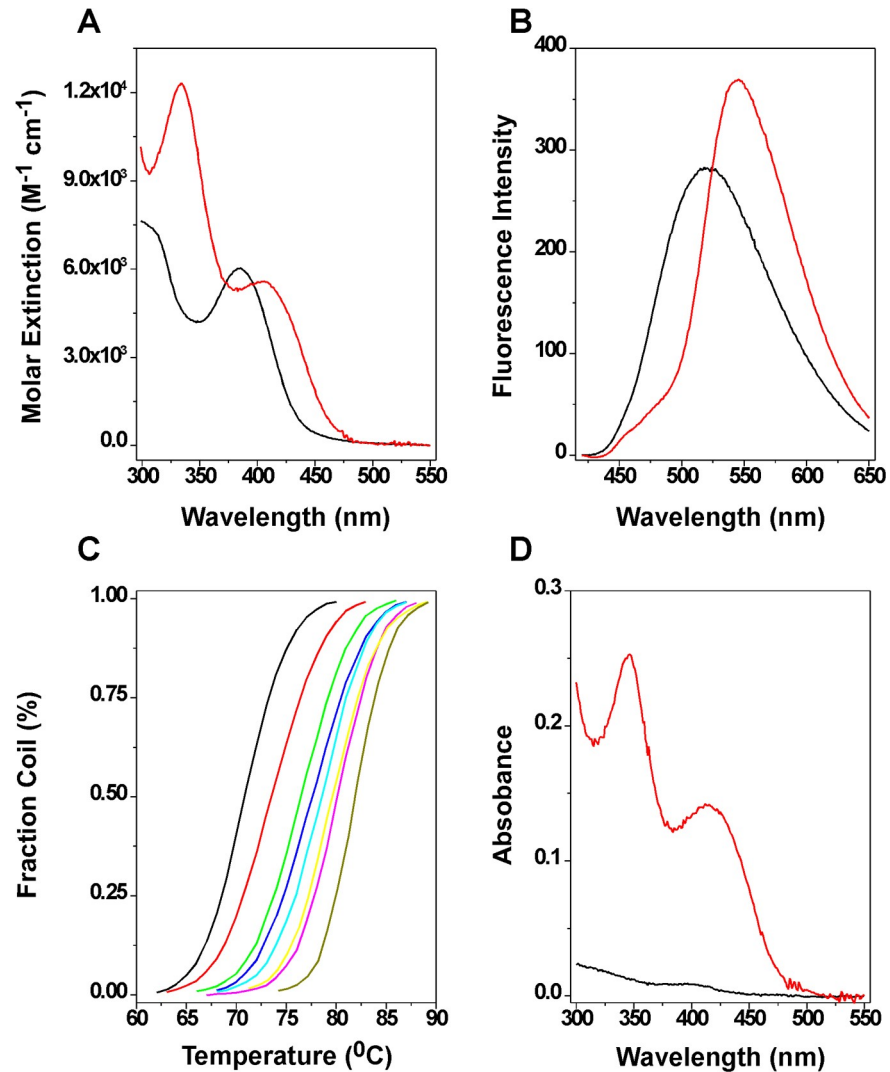 A
Molar Extinction (M⁻¹ cm⁻¹)
1.2x10⁴
9.0x10³
6.0x10³
3.0x10³
0.0
300 350 400 450 500 550
Wavelength (nm)
B
Fluorescence Intensity
400
300
200
100
0
450 500 550 600 650
Wavelength (nm)
C
Fraction Coil (%)
1.00
0.75
0.50
0.25
0.00
60 65 70 75 80 85 90
Temperature (⁰C)
D
Absobance
0.3
0.2
0.1
0.0
300 350 400 450 500 550
Wavelength (nm)